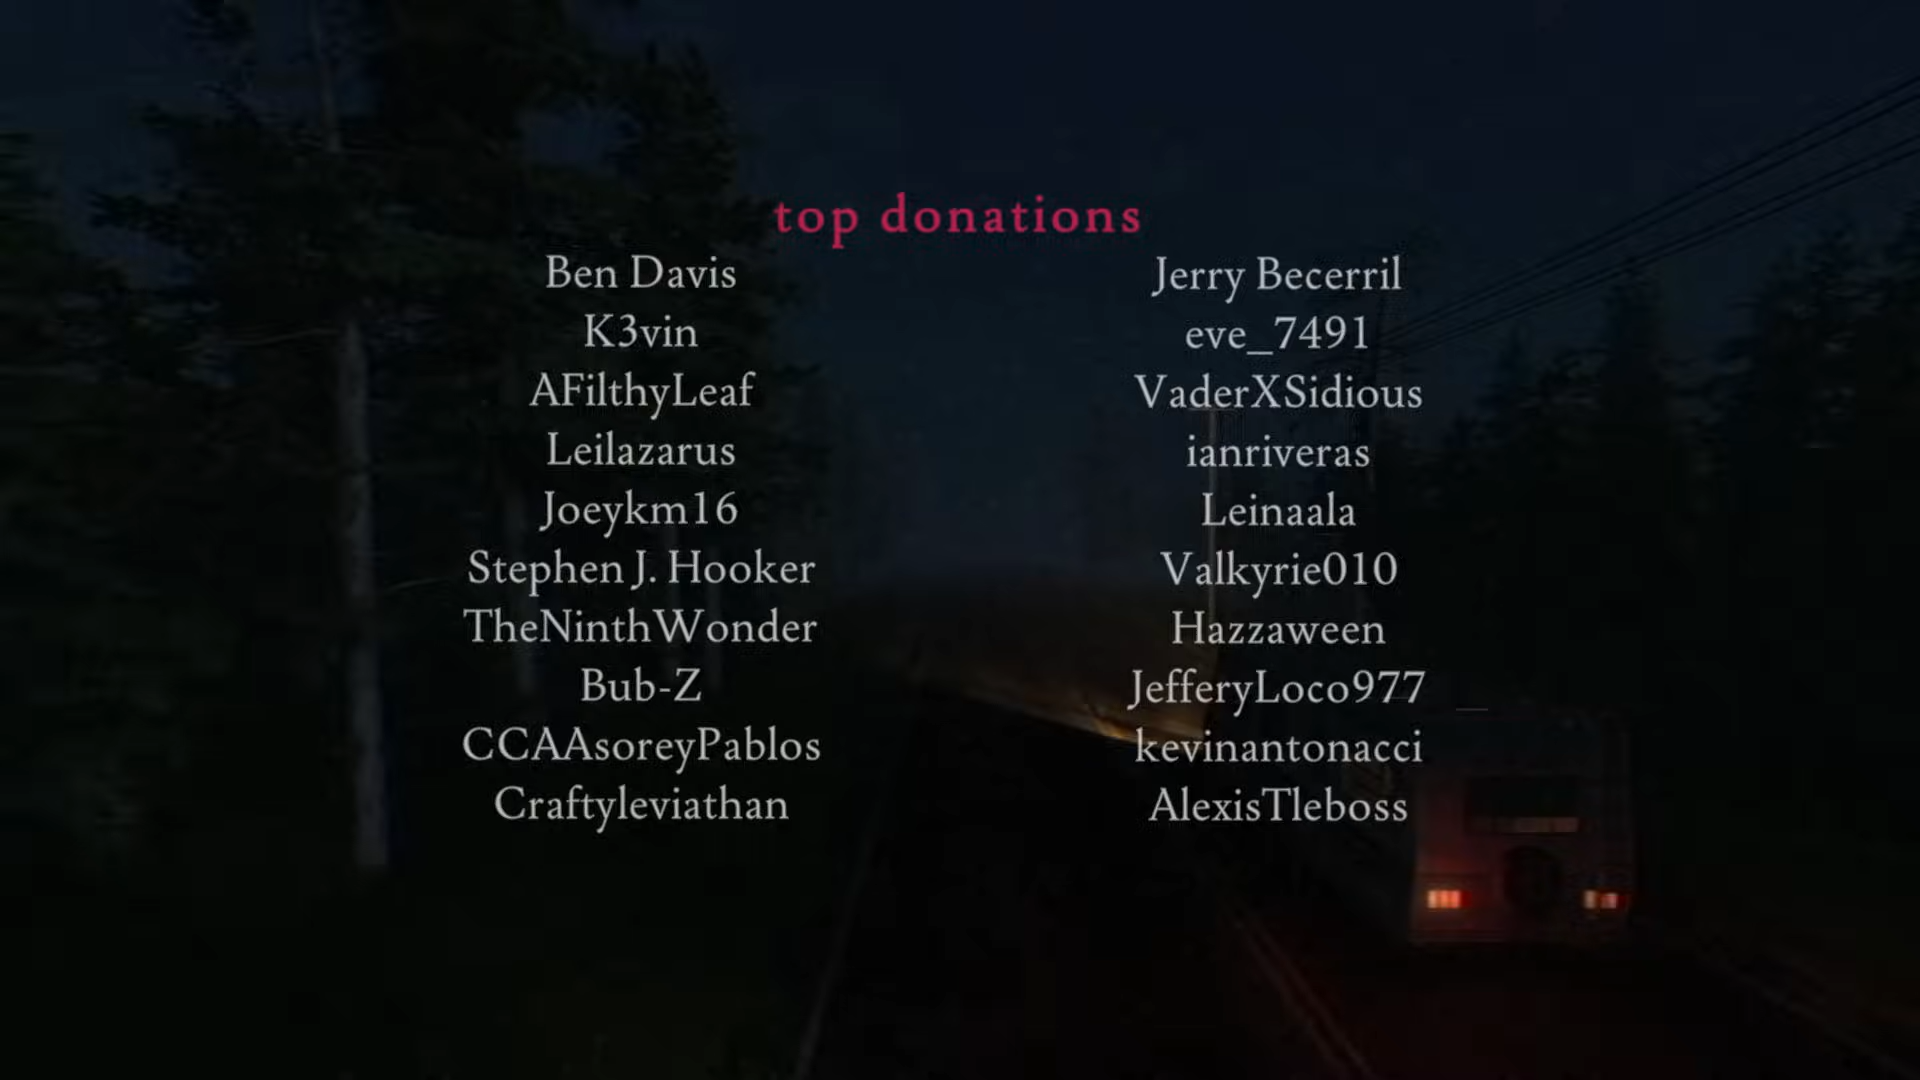 top donations
Ben Davis
K3vin
AFilthyLeaf
Leilazarus
Joeykm16
Stephen J. Hooker
TheNinthWonder
Bub-Z
CCAAsoreyPablos
Craftyleviathan
Jerry Becerril
eve_7491
VaderXSidious
ianriveras
Leinaala
Valkyrie010
Hazzaween
JefferyLoco977
kevinantonacci
AlexisTleboss